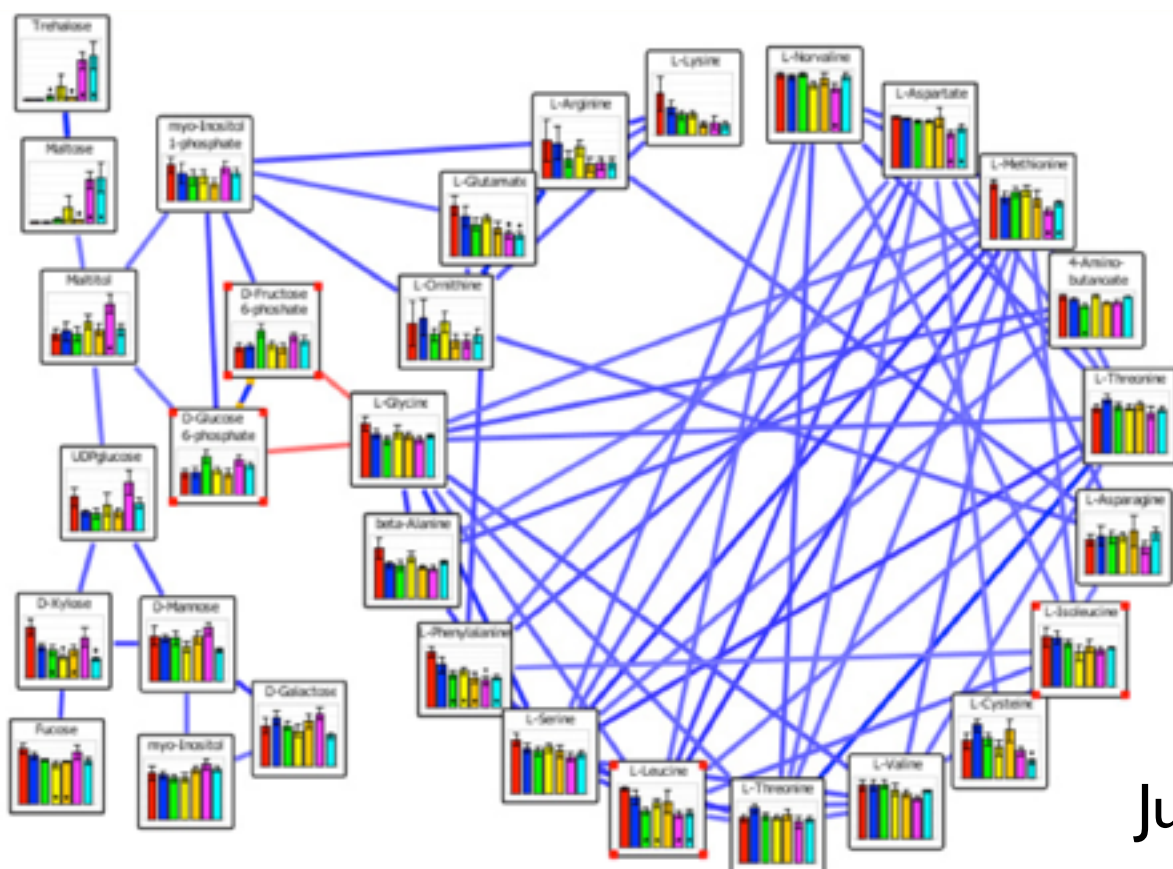 Trehalose
Maltose
myo-Inositol
1-phosphate
Maltitol
D-Fructose
6-phoshate
D-Glucose
6-phosphate
UDPglucose
D-Xylose
D-Mannose
Fucose
myo-Inositol
D-Galactose
L-Lysine
L-Arginine
L-Glutamate
L-Ornithine
L-Glycine
beta-Alanine
L-Phenylalanine
L-Serine
L-Leucine
L-Threonine
L-Valine
L-Cysteine
L-Isoleucine
L-Asparagine
L-Threonine
4-Amino-
butanoate
L-Methionine
L-Aspartate
L-Norvaline
Ju